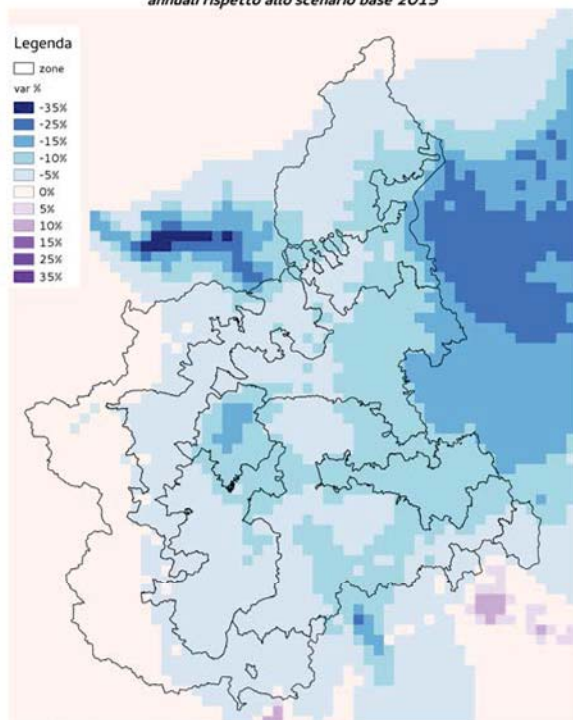 annuali rispetto allo scenario base 2015
Legenda
zone
var %
-35%
-25%
-15%
-10%
-5%
0%
5%
10%
15%
25%
35%